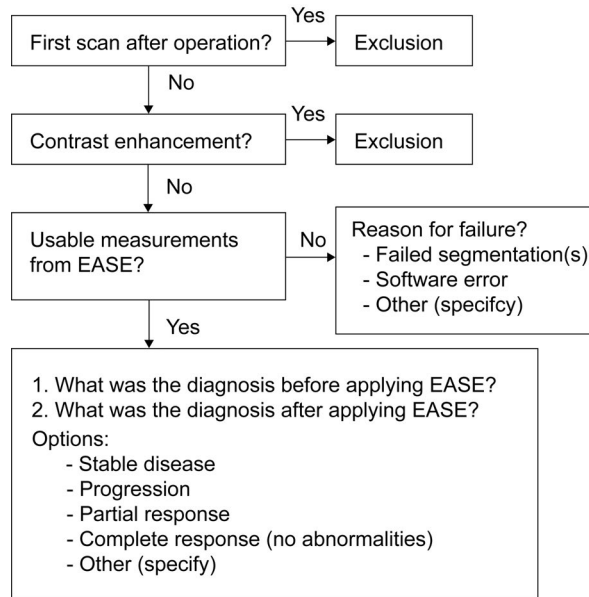 First scan after operation?
Yes
Exclusion
No
Contrast enhancement?
Yes
Exclusion
No
Usable measurements
from EASE?
No
Reason for failure?
- Failed segmentation(s)
- Software error
- Other (specifcy)
Yes
1. What was the diagnosis before applying EASE?
2. What was the diagnosis after applying EASE?
Options:
- Stable disease
- Progression
- Partial response
- Complete response (no abnormalities)
- Other (specify)